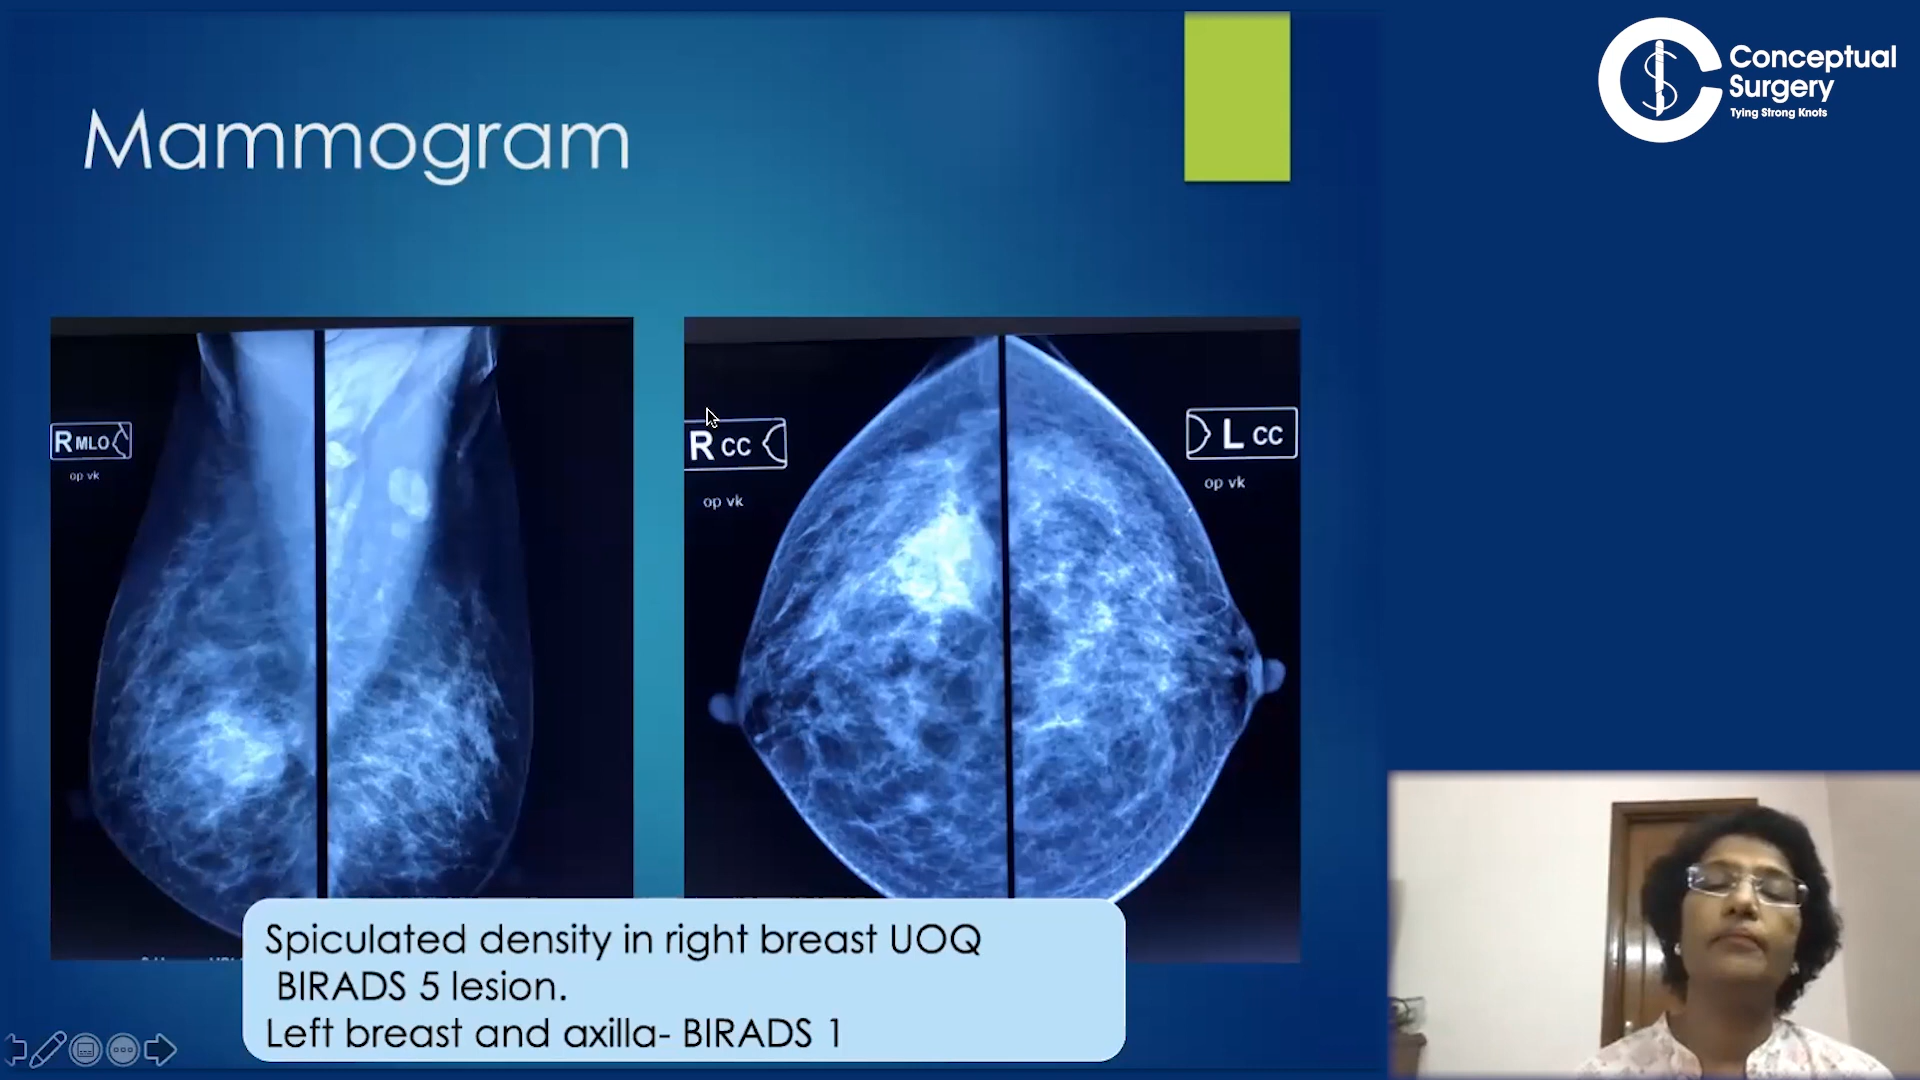 Conceptual
Surgery
Tying Strong Knots
Mammogram
R MLO
op vk
R CC
op vk
L CC
op vk
Spiculated density in right breast UOQ
BIRADS 5 lesion.
Left breast and axilla- BIRADS 1